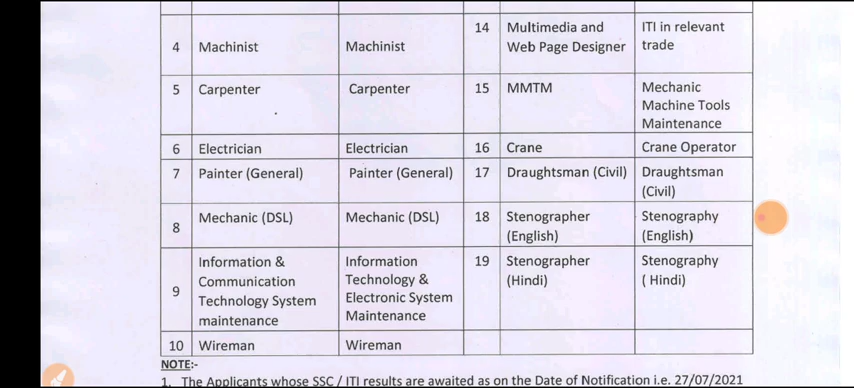 4 Machinist Machinist 14 Multimedia and ITI in relevant
Web Page Designer trade
5 Carpenter Carpenter 15 MMTM Mechanic
Machine Tools
Maintenance
6 Electrician Electrician 16 Crane Crane Operator
7 Painter (General) Painter (General) 17 Draughtsman (Civil) Draughtsman
(Civil)
8 Mechanic (DSL) Mechanic (DSL) 18 Stenographer Stenography
(English) (English)
9 Information & Information 19 Stenographer Stenography
Communication Technology & (Hindi) ( Hindi)
Technology System Electronic System
maintenance Maintenance
10 Wireman Wireman
NOTE:-
1. The Applicants whose SSC / ITI results are awaited as on the Date of Notification i.e. 27/07/2021